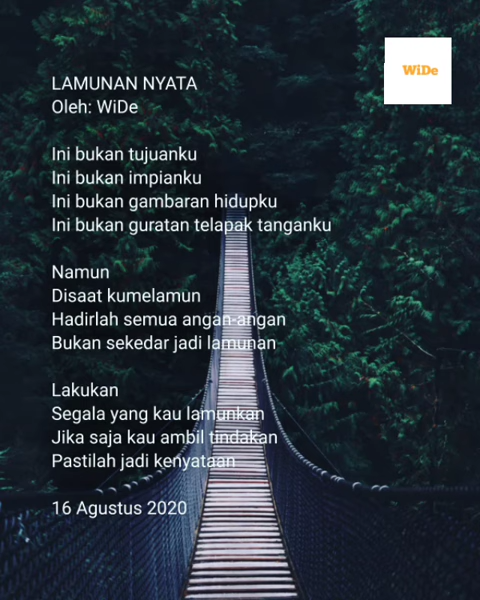 WiDe
LAMUNAN NYATA
Oleh: WiDe
Ini bukan tujuanku
Ini bukan impianku
Ini bukan gambaran hidupku
Ini bukan guratan telapak tanganku
Namun
Disaat kumelamun
Hadirlah semua angan-angan
Bukan sekedar jadi lamunan
Lakukan
Segala yang kau lamunkan
Jika saja kau ambil tindakan
Pastilah jadi kenyataan
16 Agustus 2020